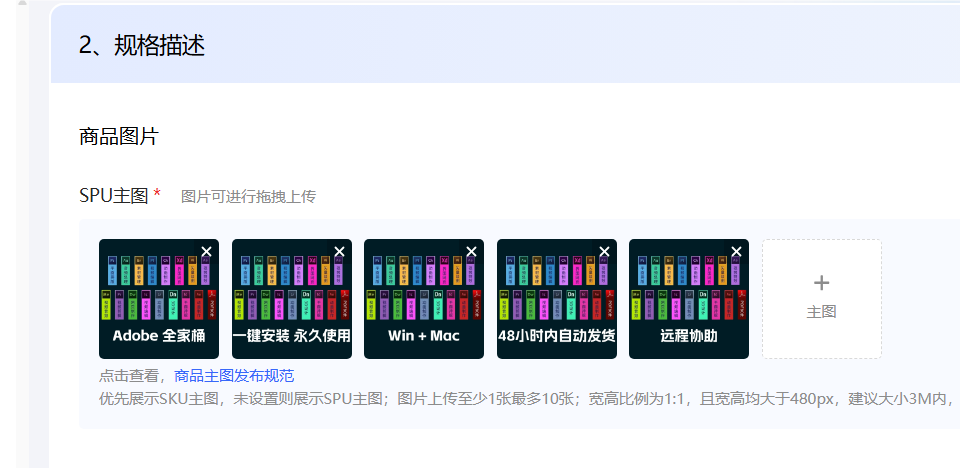 2、规格描述
商品图片
SPU主图 * 图片可进行拖拽上传
Adobe 全家桶
一键安装 永久使用
Win + Mac
48小时内自动发货
远程协助
主图
点击查看，商品主图发布规范
优先展示SKU主图，未设置则展示SPU主图；图片上传至少1张最多10张；宽高比例为1:1，且宽高均大于480px，建议大小3M内，